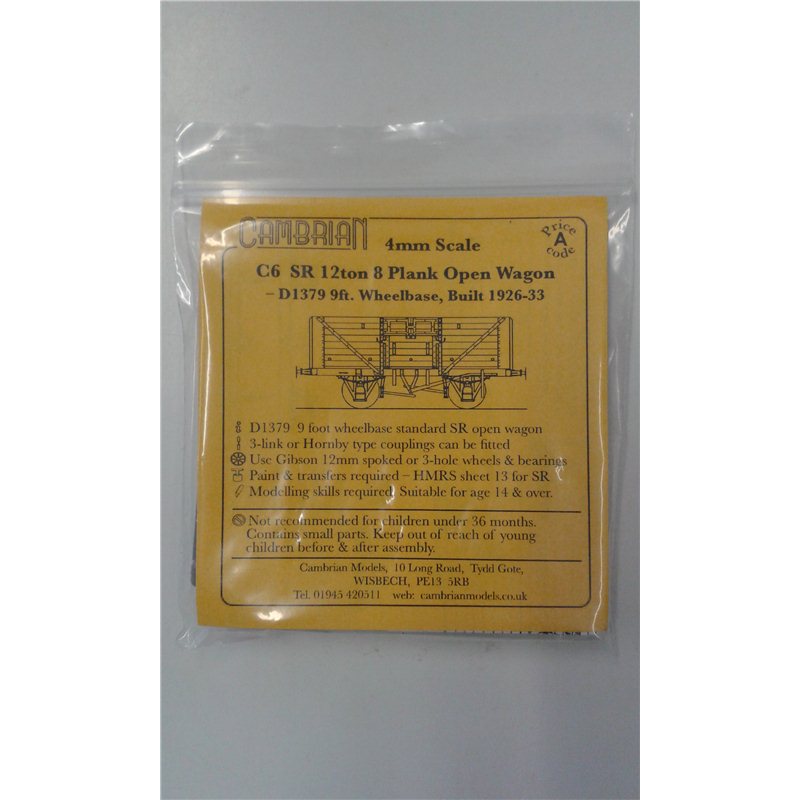 CAMBRIAN
4mm Scale
Price
A
code
C6 SR 12ton 8 Plank Open Wagon
– D1379 9ft. Wheelbase, Built 1926-33
D1379 9 foot wheelbase standard SR open wagon
3-link or Hornby type couplings can be fitted
Use Gibson 12mm spoked or 3-hole wheels & bearings
Paint & transfers required – HMRS sheet 13 for SR
Modelling skills required. Suitable for age 14 & over.
Not recommended for children under 36 months.
Contains small parts. Keep out of reach of young
children before & after assembly.
Cambrian Models, 10 Long Road, Tydd Gote,
WISBECH, PE13 5RB
Tel. 01945 420511 web: cambrianmodels.co.uk